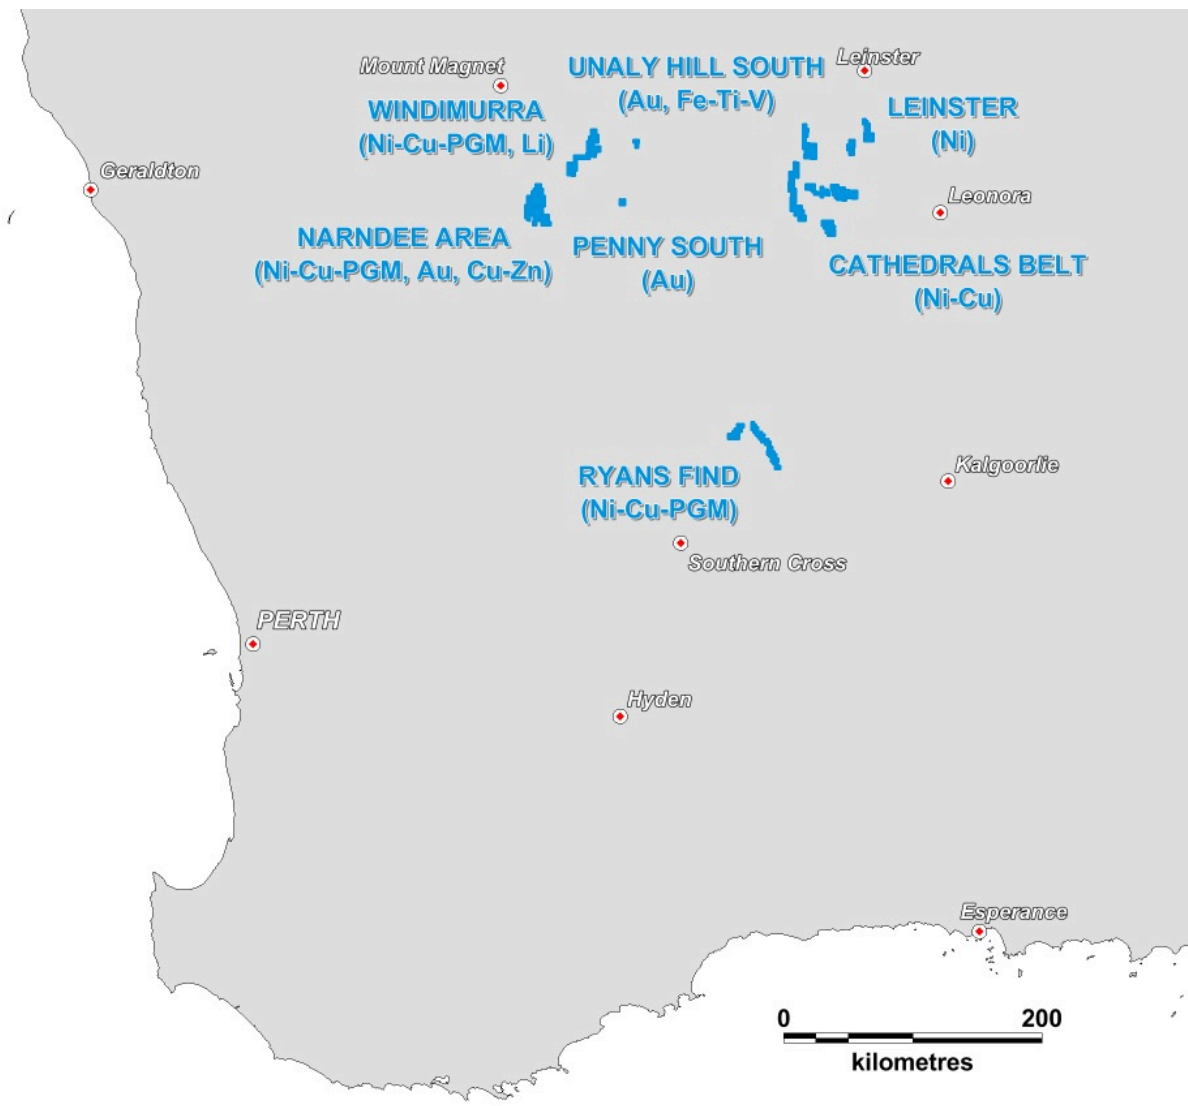 Mount Magnet
UNALY HILL SOUTH
(Au, Fe-Ti-V)
Leinster
WINDIMURRA
(Ni-Cu-PGM, Li)
LEINSTER
(Ni)
Geraldton
Leonora
NARNDEE AREA
(Ni-Cu-PGM, Au, Cu-Zn)
PENNY SOUTH
(Au)
CATHEDRALS BELT
(Ni-Cu)
RYANS FIND
(Ni-Cu-PGM)
Kalgoorlie
Southern Cross
PERTH
Hyden
Esperance
0 200
kilometres